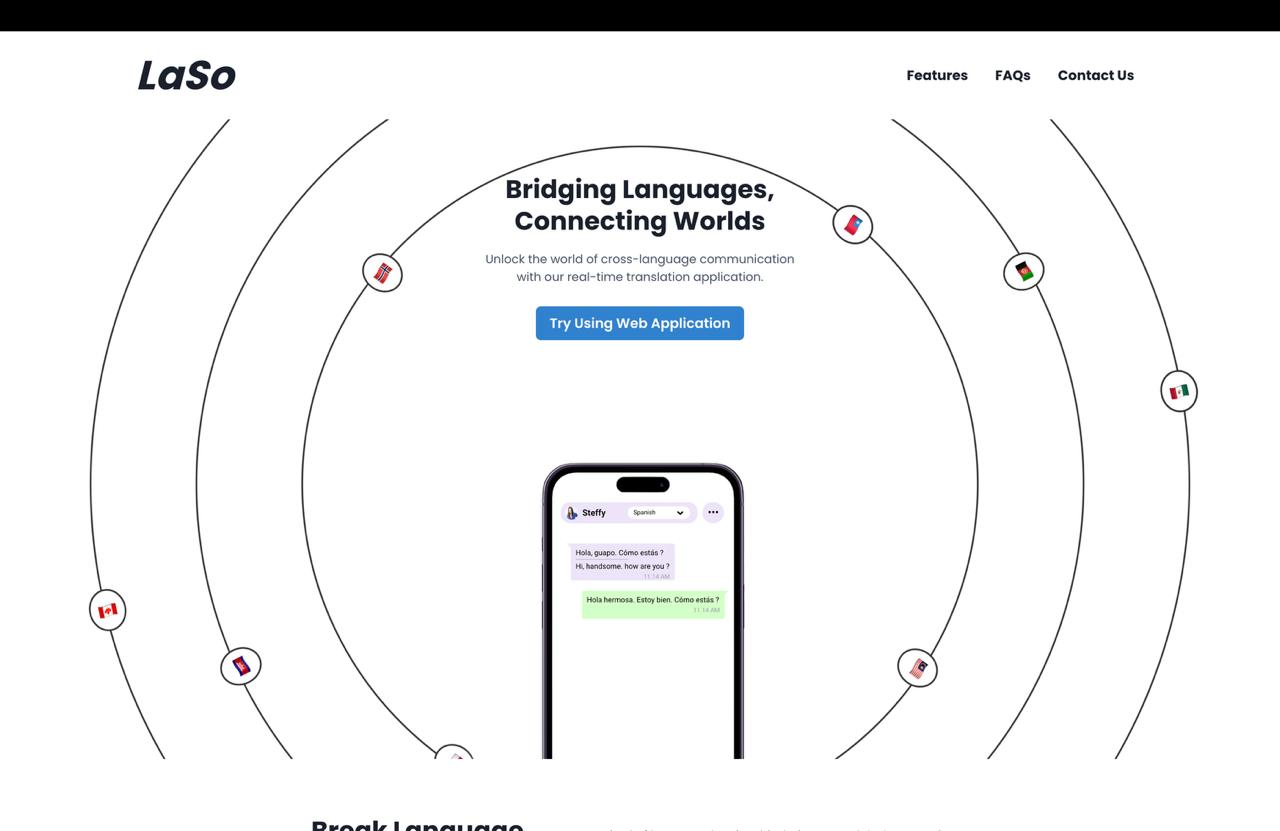 LaSo
Features
FAQs
Contact Us
Bridging Languages,
Connecting Worlds
Unlock the world of cross-language communication
with our real-time translation application.
Try Using Web Application
Steffy
Spanish
Hola, guapo. Cómo estás ?
Hi, handsome. how are you ?
11.14 AM
Hola hermosa. Estoy bien. Cómo estás ?
11.14 AM
Break Language